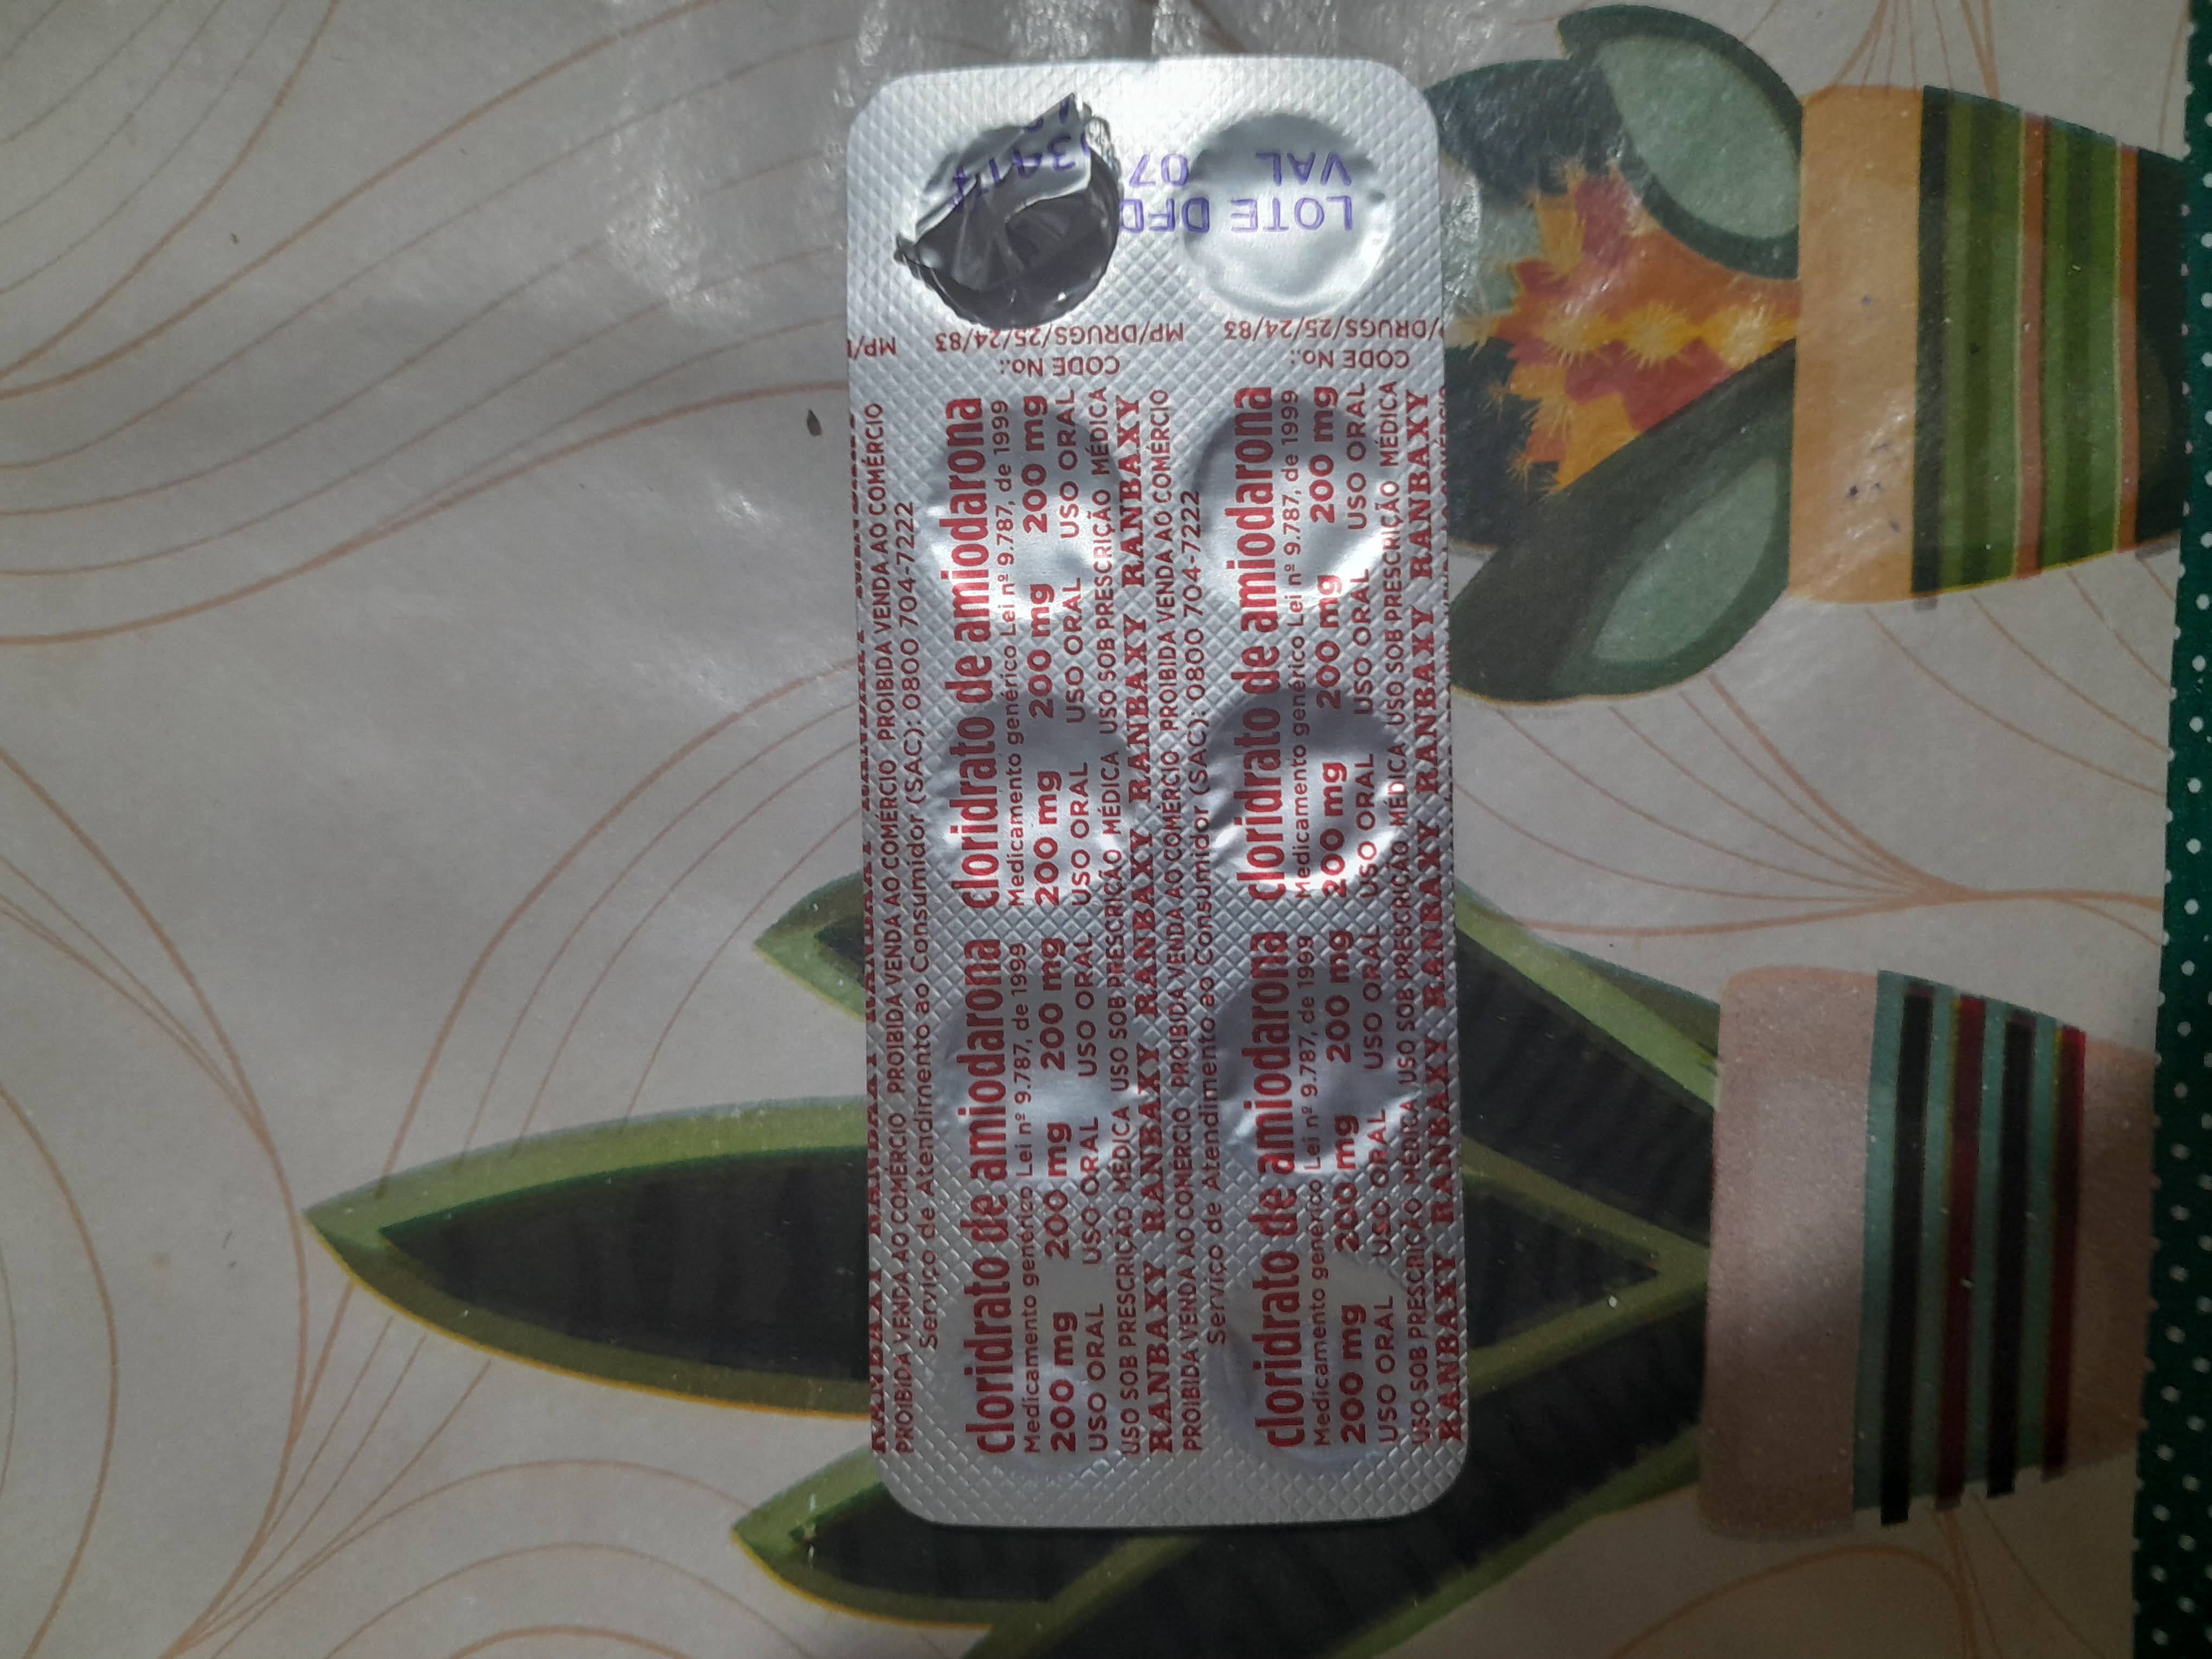 RANBAXY RANBAXY RANBAXY RANBAXY RANBAXY
PROIBIDA VENDA AO COMÉRCIO PROIBIDA VENDA AO COMÉRCIO PROIBIDA VENDA AO COMÉRCIO
Serviço de Atendimento ao Consumidor (SAC): 0800 704-7222
cloridrato de amiodarona cloridrato de amiodarona
Medicamento genérico Lei nº 9.787, de 1999 Medicamento genérico Lei nº 9.787, de 1999
200 mg 200 mg 200 mg 200 mg 200 mg 200 mg
USO ORAL USO ORAL USO ORAL USO ORAL USO ORAL USO ORAL
USO SOB PRESCRIÇÃO MÉDICA USO SOB PRESCRIÇÃO MÉDICA USO SOB PRESCRIÇÃO MÉDICA
RANBAXY RANBAXY RANBAXY RANBAXY RANBAXY
PROIBIDA VENDA AO COMÉRCIO PROIBIDA VENDA AO COMÉRCIO PROIBIDA VENDA AO COMÉRCIO
Serviço de Atendimento ao Consumidor (SAC): 0800 704-7222
cloridrato de amiodarona cloridrato de amiodarona
Medicamento genérico Lei nº 9.787, de 1999 Medicamento genérico Lei nº 9.787, de 1999
200 mg 200 mg 200 mg 200 mg 200 mg 200 mg
USO ORAL USO ORAL USO ORAL USO ORAL USO ORAL USO ORAL
USO SOB PRESCRIÇÃO MÉDICA USO SOB PRESCRIÇÃO MÉDICA USO SOB PRESCRIÇÃO MÉDICA
RANBAXY RANBAXY RANBAXY RANBAXY RANBAXY
CODE No.:
MP/DRUGS/25/24/83
CODE No.:
/DRUGS/25/24/83
MP/
LOTE DFD
VAL 07